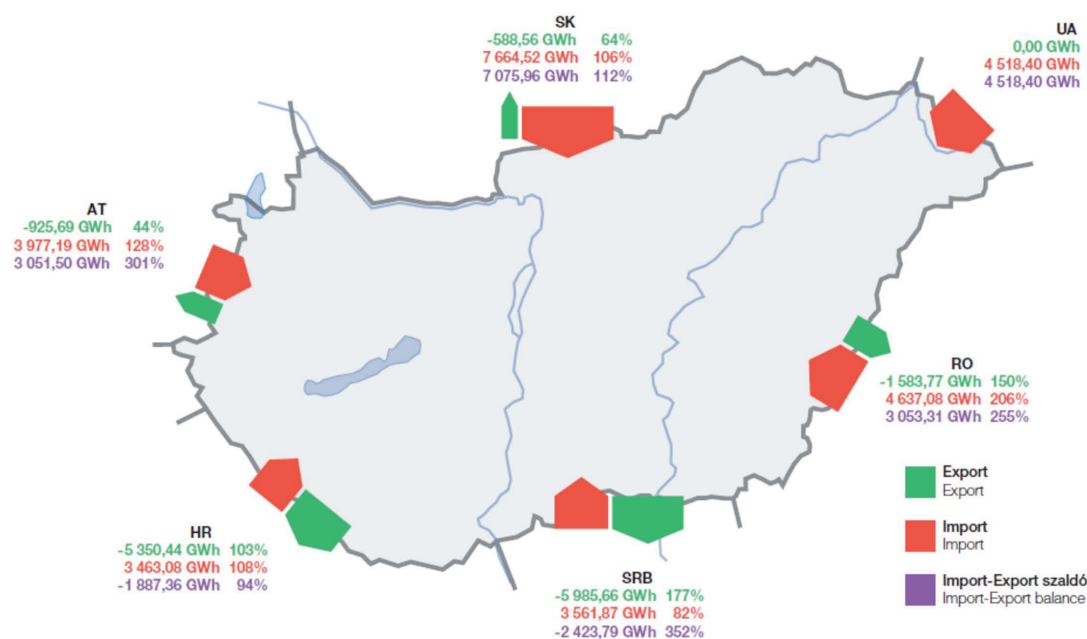 SK
-588,56 GWh 64%
7 664,52 GWh 106%
7 075,96 GWh 112%
UA
0,00 GWh
4 518,40 GWh
4 518,40 GWh
AT
-925,69 GWh 44%
3 977,19 GWh 128%
3 051,50 GWh 301%
RO
-1 583,77 GWh 150%
4 637,08 GWh 206%
3 053,31 GWh 255%
HR
-5 350,44 GWh 103%
3 463,08 GWh 108%
-1 887,36 GWh 94%
SRB
-5 985,66 GWh 177%
3 561,87 GWh 82%
-2 423,79 GWh 352%
Export
Export
Import
Import
Import-Export szaldó
Import-Export balance